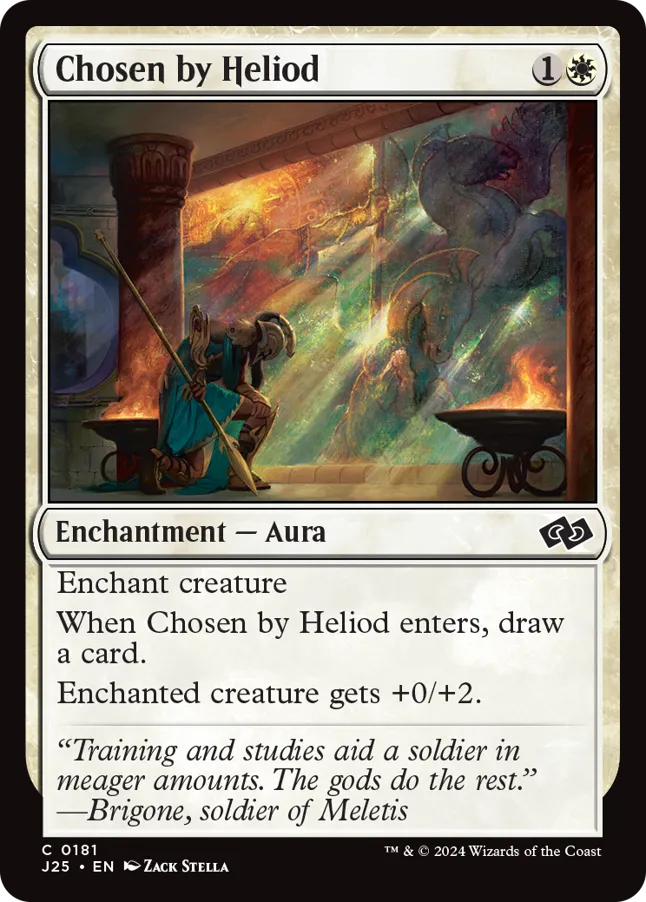 Chosen by Heliod 1
Enchantment — Aura
Enchant creature
When Chosen by Heliod enters, draw
a card.
Enchanted creature gets +0/+2.
“Training and studies aid a soldier in
meager amounts. The gods do the rest.”
—Brigone, soldier of Meletis
C 0181
J25 • EN Zack Stella
™ & © 2024 Wizards of the Coast